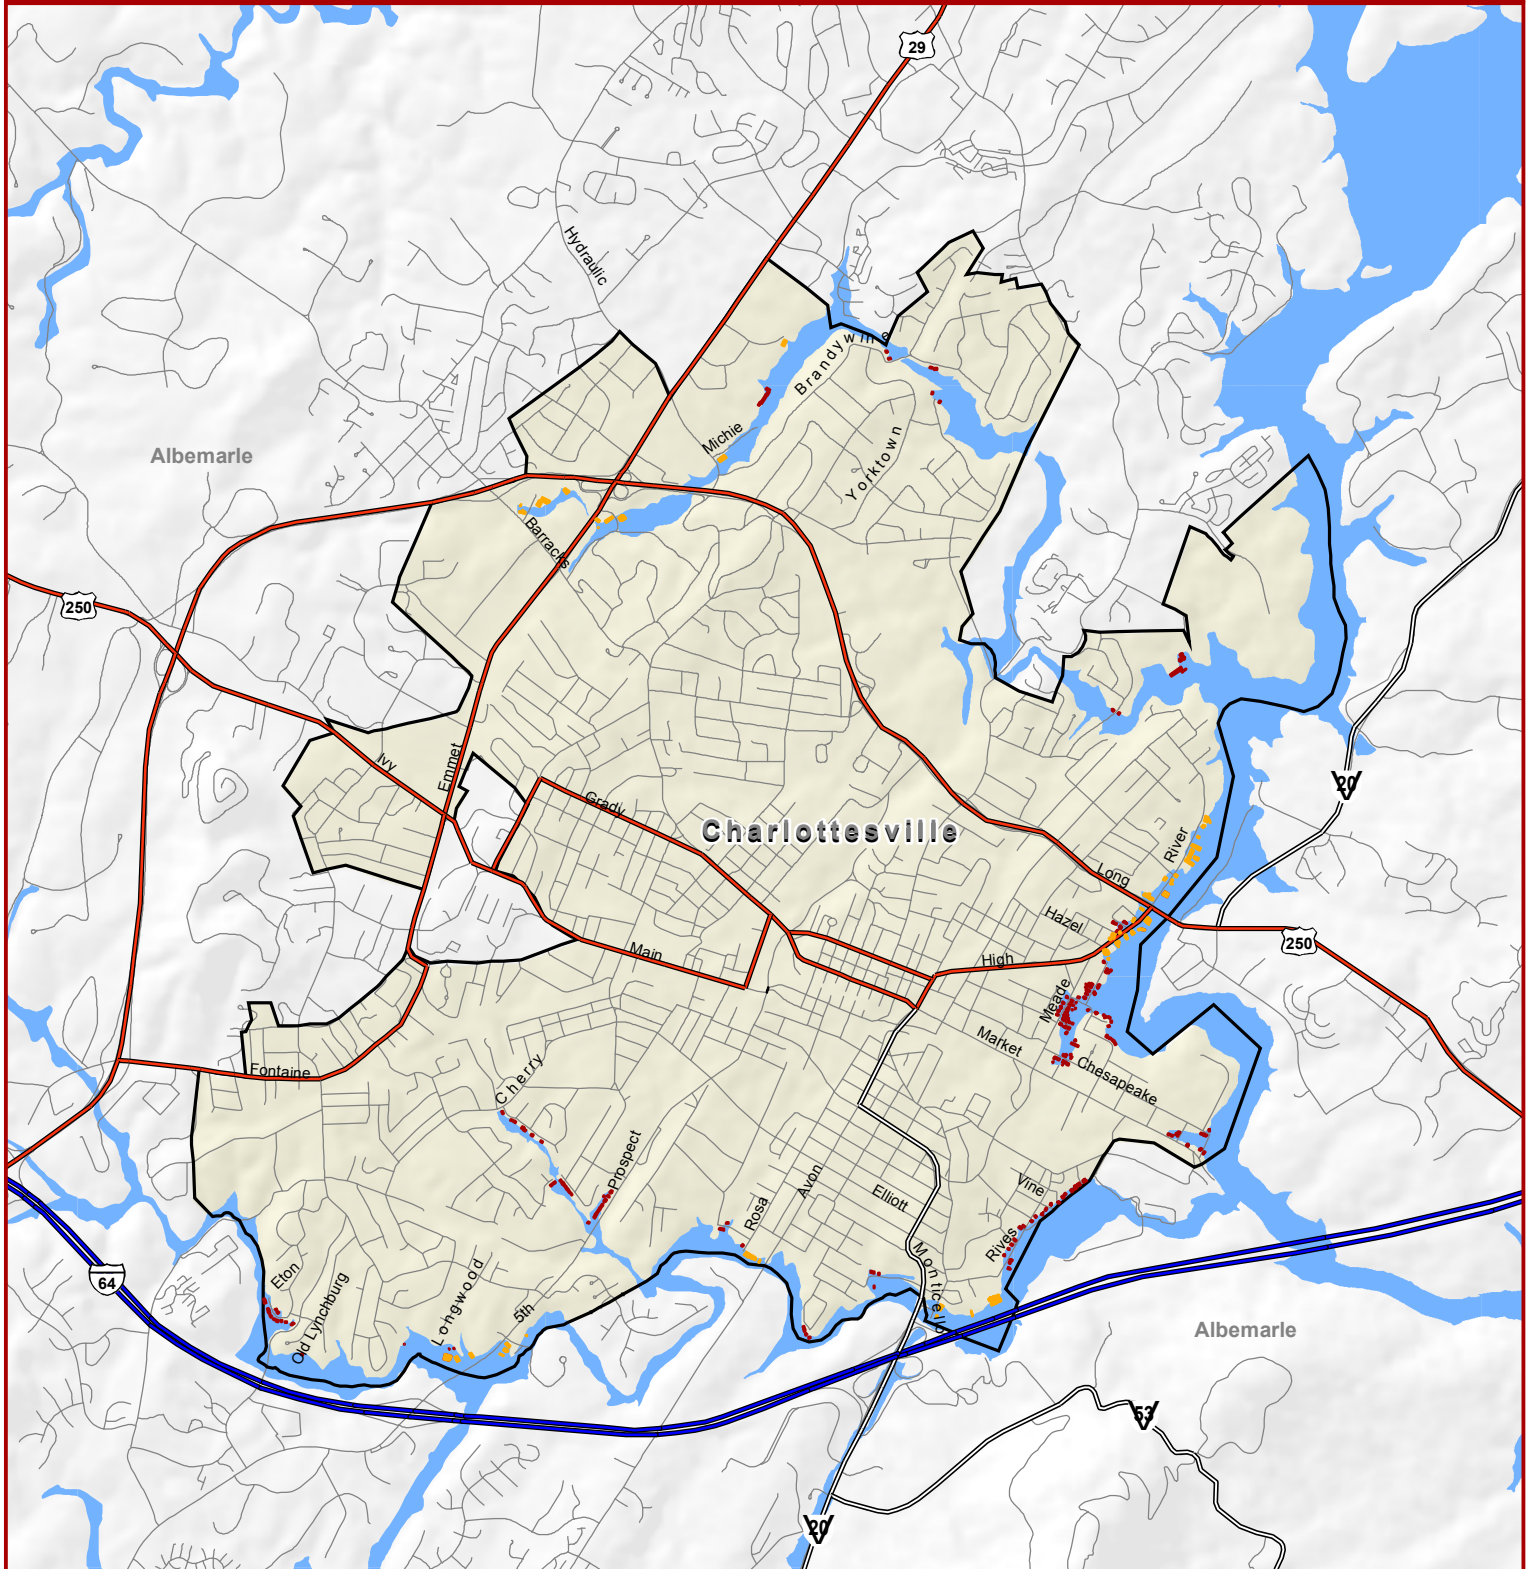 29
Hydraulic
Brandywine
Michie
Yorktown
Albemarle
Barracks
250
Ivy
Emmet
20
Grady
Charlottesville
River
Long
Hazel
Main
High
250
Meade
Market
Fontaine
Cherry
Chesapeake
Prospect
Avon
Vine
Elliott
Rosa
Rives
Monticello
Eton
64
Longwood
Old Lynchburg
5th
Albemarle
53
20